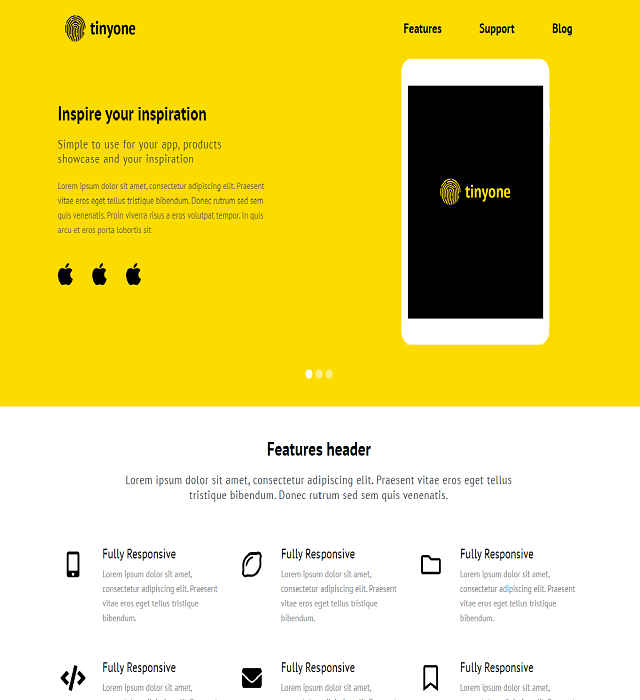 tinyone
Features Support Blog
Inspire your inspiration
Simple to use for your app, products
showcase and your inspiration
Lorem ipsum dolor sit amet, consectetur adipiscing elit. Praesent
vitae eros eget tellus tristique bibendum. Donec rutrum sed sem
quis venenatis. Proin viverra risus a eros volutpat tempor. In quis
arcu et eros porta lobortis sit
tinyone
Features header
Lorem ipsum dolor sit amet, consectetur adipiscing elit. Praesent vitae eros eget tellus
tristique bibendum. Donec rutrum sed sem quis venenatis.
Fully Responsive
Lorem ipsum dolor sit amet,
consectetur adipiscing elit. Praesent
vitae eros eget tellus tristique
bibendum.
Fully Responsive
Lorem ipsum dolor sit amet,
consectetur adipiscing elit. Praesent
vitae eros eget tellus tristique
bibendum.
Fully Responsive
Lorem ipsum dolor sit amet,
consectetur adipiscing elit. Praesent
vitae eros eget tellus tristique
bibendum.
Fully Responsive
Lorem ipsum dolor sit amet,
Fully Responsive
Lorem ipsum dolor sit amet,
Fully Responsive
Lorem ipsum dolor sit amet,